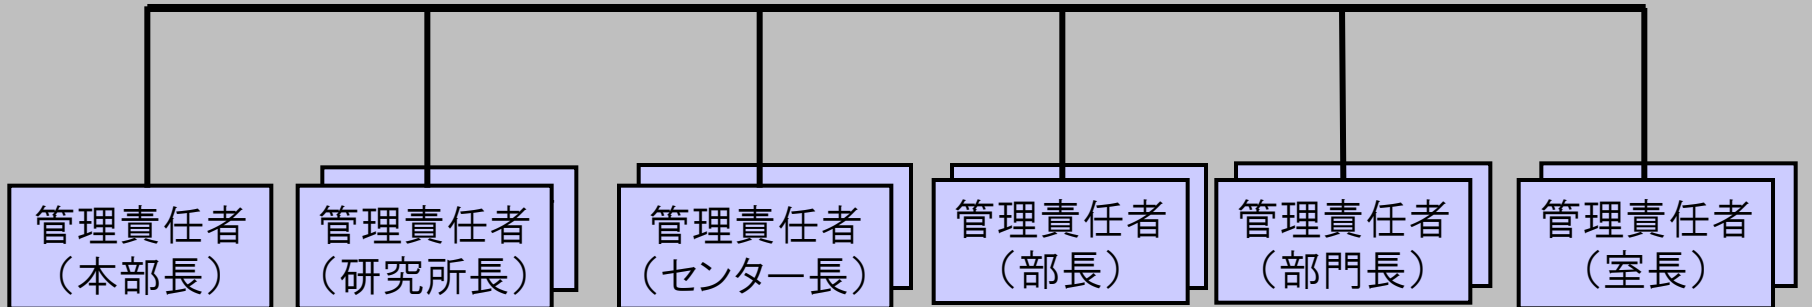 管理責任者
（本部長）
管理責任者
（研究所長）
管理責任者
（センター長）
管理責任者
（部長）
管理責任者
（部門長）
管理責任者
（室長）